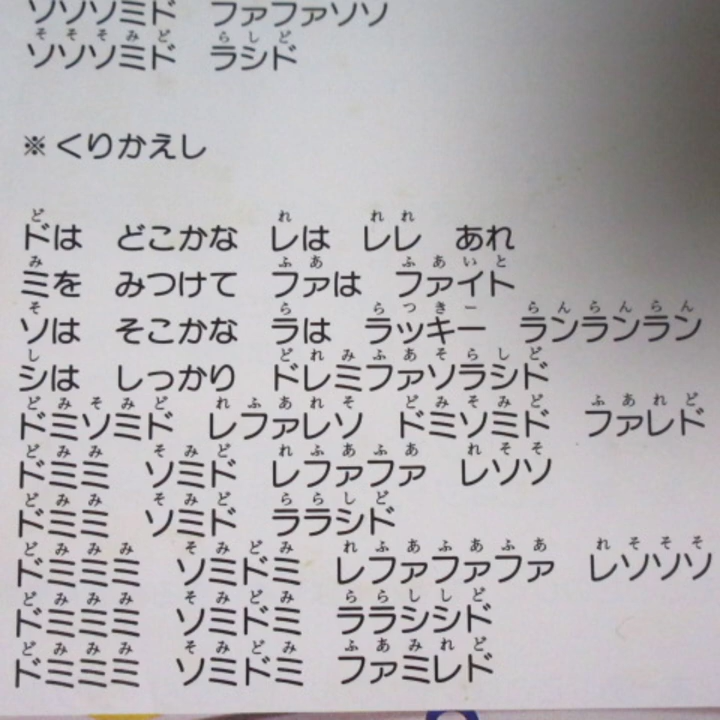 ソソソミド　ファファソソ
ソソソミド　ラシド
※くりかえし
ドは　どこかな　レは　レレ　あれ
ミを　みつけて　ファは　ファイト
ソは　そこかな　ラは　ラッキー　ランランラン
シは　しっかり　ドレミファソラシド
ドミソミド　レファレソ　ドミソミド　ファレド
ドミミ　ソミド　レファファ　レソソ
ドミミ　ソミド　ララシド
ドミミミ　ソミドミ　レファファファ　レソソソ
ドミミミ　ソミドミ　ララシシド
ドミミミ　ソミドミ　ファミレド